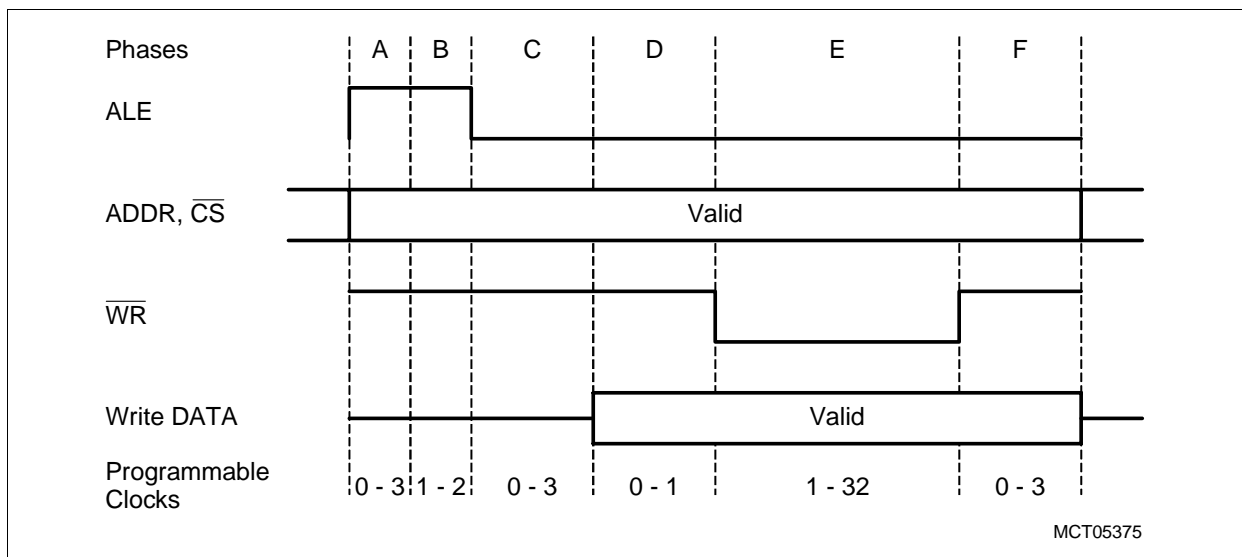 Phases A B C D E F
ALE
ADDR, CS Valid
WR
Write DATA Valid
Programmable
Clocks 0 - 3 1 - 2 0 - 3 0 - 1 1 - 32 0 - 3
MCT05375